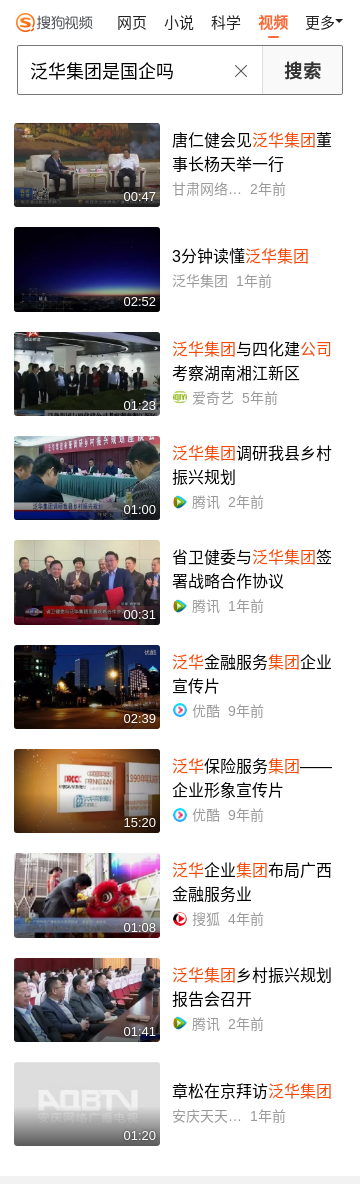 搜狗视频 网页 小说 科学 视频 更多
泛华集团是国企吗 搜索
唐仁健会见泛华集团董
事长杨天举一行
甘肃网络... 2年前
00:47
3分钟读懂泛华集团
泛华集团 1年前
02:52
泛华集团与四化建公司
考察湖南湘江新区
爱奇艺 5年前
01:23
泛华集团调研我县乡村
振兴规划
腾讯 2年前
01:00
省卫健委与泛华集团签
署战略合作协议
腾讯 1年前
00:31
泛华金融服务集团企业
宣传片
优酷 9年前
02:39
泛华保险服务集团——
企业形象宣传片
优酷 9年前
15:20
泛华企业集团布局广西
金融服务业
搜狐 4年前
01:08
泛华集团乡村振兴规划
报告会召开
腾讯 2年前
01:41
章松在京拜访泛华集团
安庆天天... 1年前
AQBTV
安庆网络广播电视
01:20